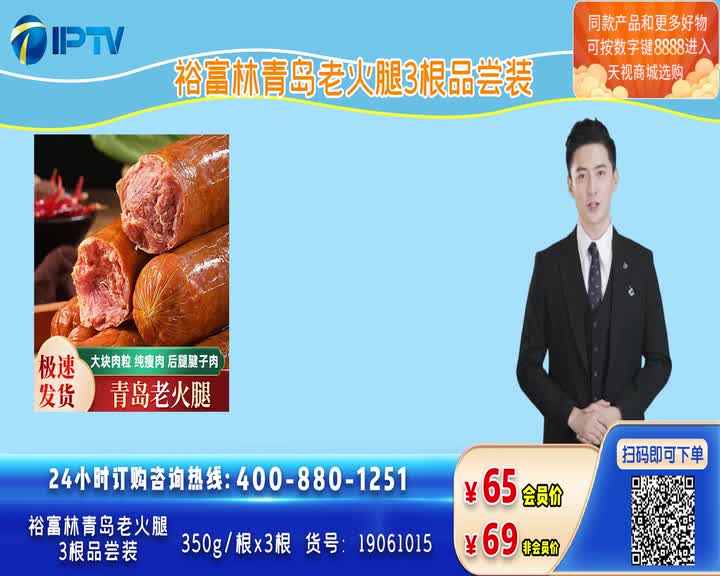 IPTV
同款产品和更多好物
可按数字键8888进入
天视商城选购
裕富林青岛老火腿3根品尝装
极速
发货
大块肉粒 纯瘦肉 后腿腱子肉
青岛老火腿
24小时订购咨询热线:400-880-1251
¥65会员价
¥69非会员价
扫码即可下单
裕富林青岛老火腿
3根品尝装
350g/根x3根 货号: 19061015